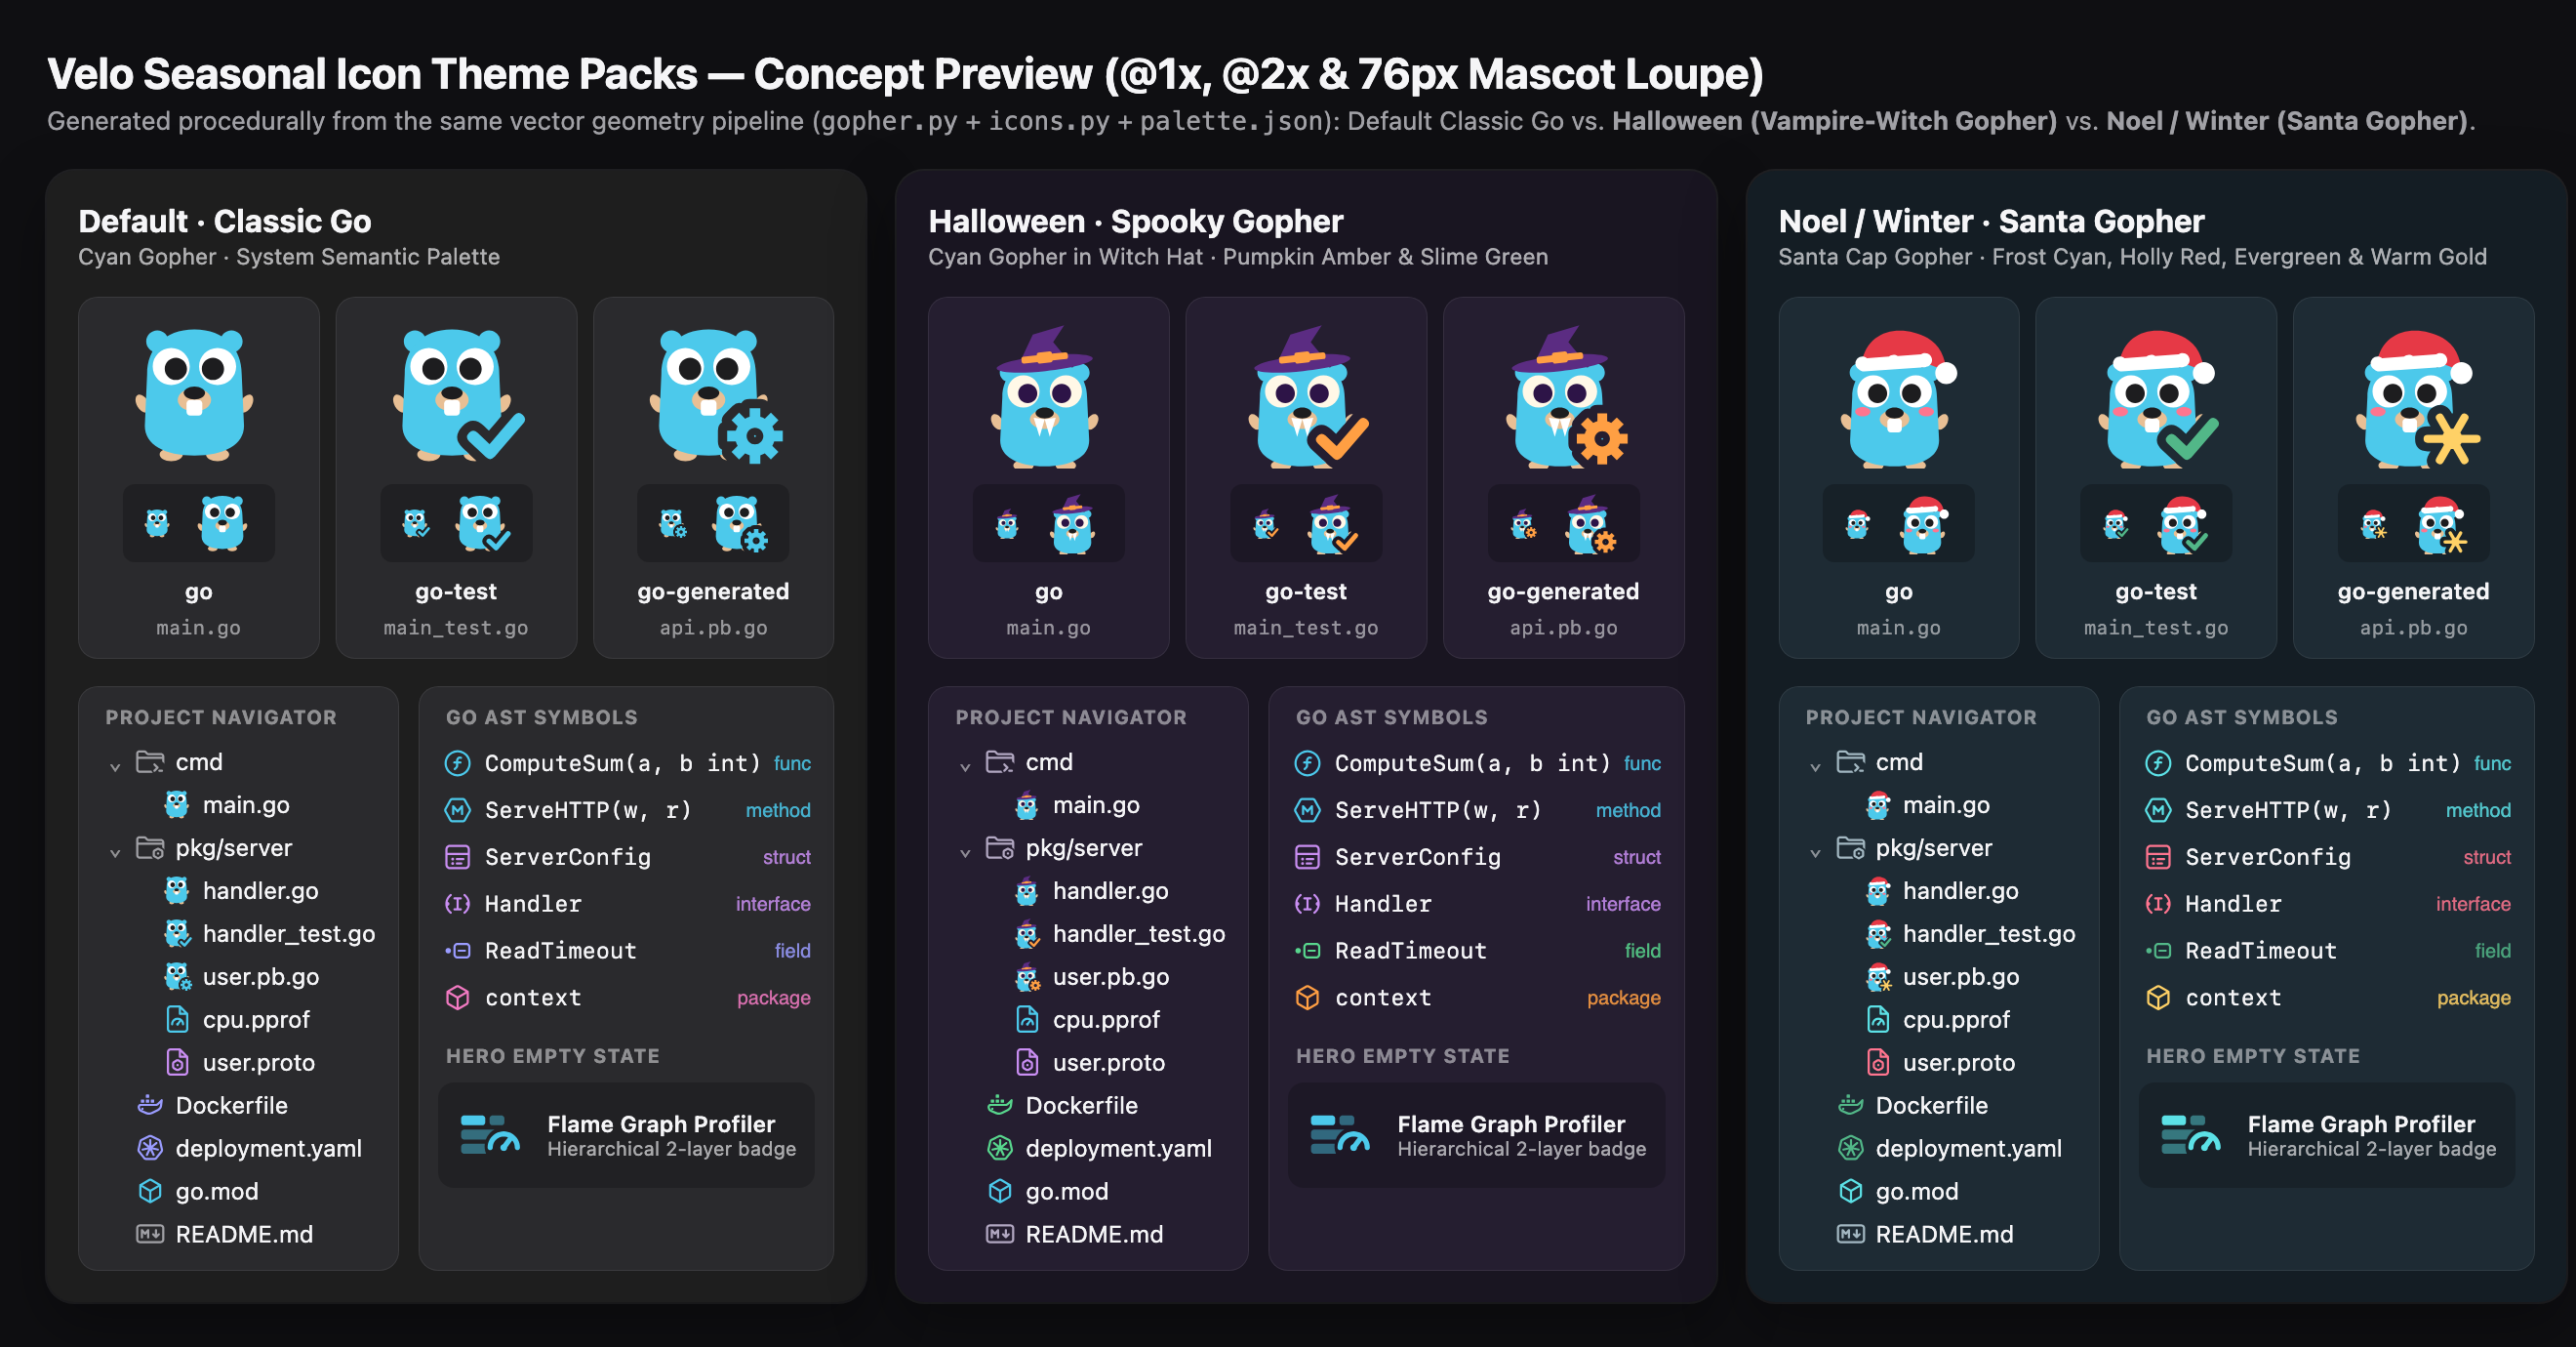 Velo Seasonal Icon Theme Packs — Concept Preview (@1x, @2x & 76px Mascot Loupe)
Generated procedurally from the same vector geometry pipeline (gopher.py + icons.py + palette.json): Default Classic Go vs. Halloween (Vampire-Witch Gopher) vs. Noel / Winter (Santa Gopher).
Default · Classic Go
Cyan Gopher · System Semantic Palette
go
main.go
go-test
main_test.go
go-generated
api.pb.go
PROJECT NAVIGATOR
cmd
main.go
pkg/server
handler.go
handler_test.go
user.pb.go
cpu.pprof
user.proto
Dockerfile
deployment.yaml
go.mod
README.md
GO AST SYMBOLS
ComputeSum(a, b int) func
ServeHTTP(w, r) method
ServerConfig struct
Handler interface
ReadTimeout field
context package
HERO EMPTY STATE
Flame Graph Profiler
Hierarchical 2-layer badge
Halloween · Spooky Gopher
Cyan Gopher in Witch Hat · Pumpkin Amber & Slime Green
go
main.go
go-test
main_test.go
go-generated
api.pb.go
PROJECT NAVIGATOR
cmd
main.go
pkg/server
handler.go
handler_test.go
user.pb.go
cpu.pprof
user.proto
Dockerfile
deployment.yaml
go.mod
README.md
GO AST SYMBOLS
ComputeSum(a, b int) func
ServeHTTP(w, r) method
ServerConfig struct
Handler interface
ReadTimeout field
context package
HERO EMPTY STATE
Flame Graph Profiler
Hierarchical 2-layer badge
Noel / Winter · Santa Gopher
Santa Cap Gopher · Frost Cyan, Holly Red, Evergreen & Warm Gold
go
main.go
go-test
main_test.go
go-generated
api.pb.go
PROJECT NAVIGATOR
cmd
main.go
pkg/server
handler.go
handler_test.go
user.pb.go
cpu.pprof
user.proto
Dockerfile
deployment.yaml
go.mod
README.md
GO AST SYMBOLS
ComputeSum(a, b int) func
ServeHTTP(w, r) method
ServerConfig struct
Handler interface
ReadTimeout field
context package
HERO EMPTY STATE
Flame Graph Profiler
Hierarchical 2-layer badge